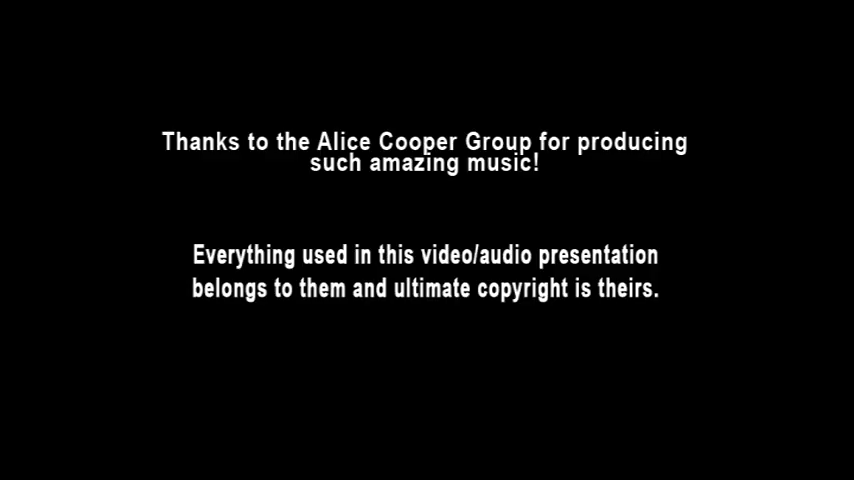 Thanks to the Alice Cooper Group for producing
such amazing music!
Everything used in this video/audio presentation
belongs to them and ultimate copyright is theirs.